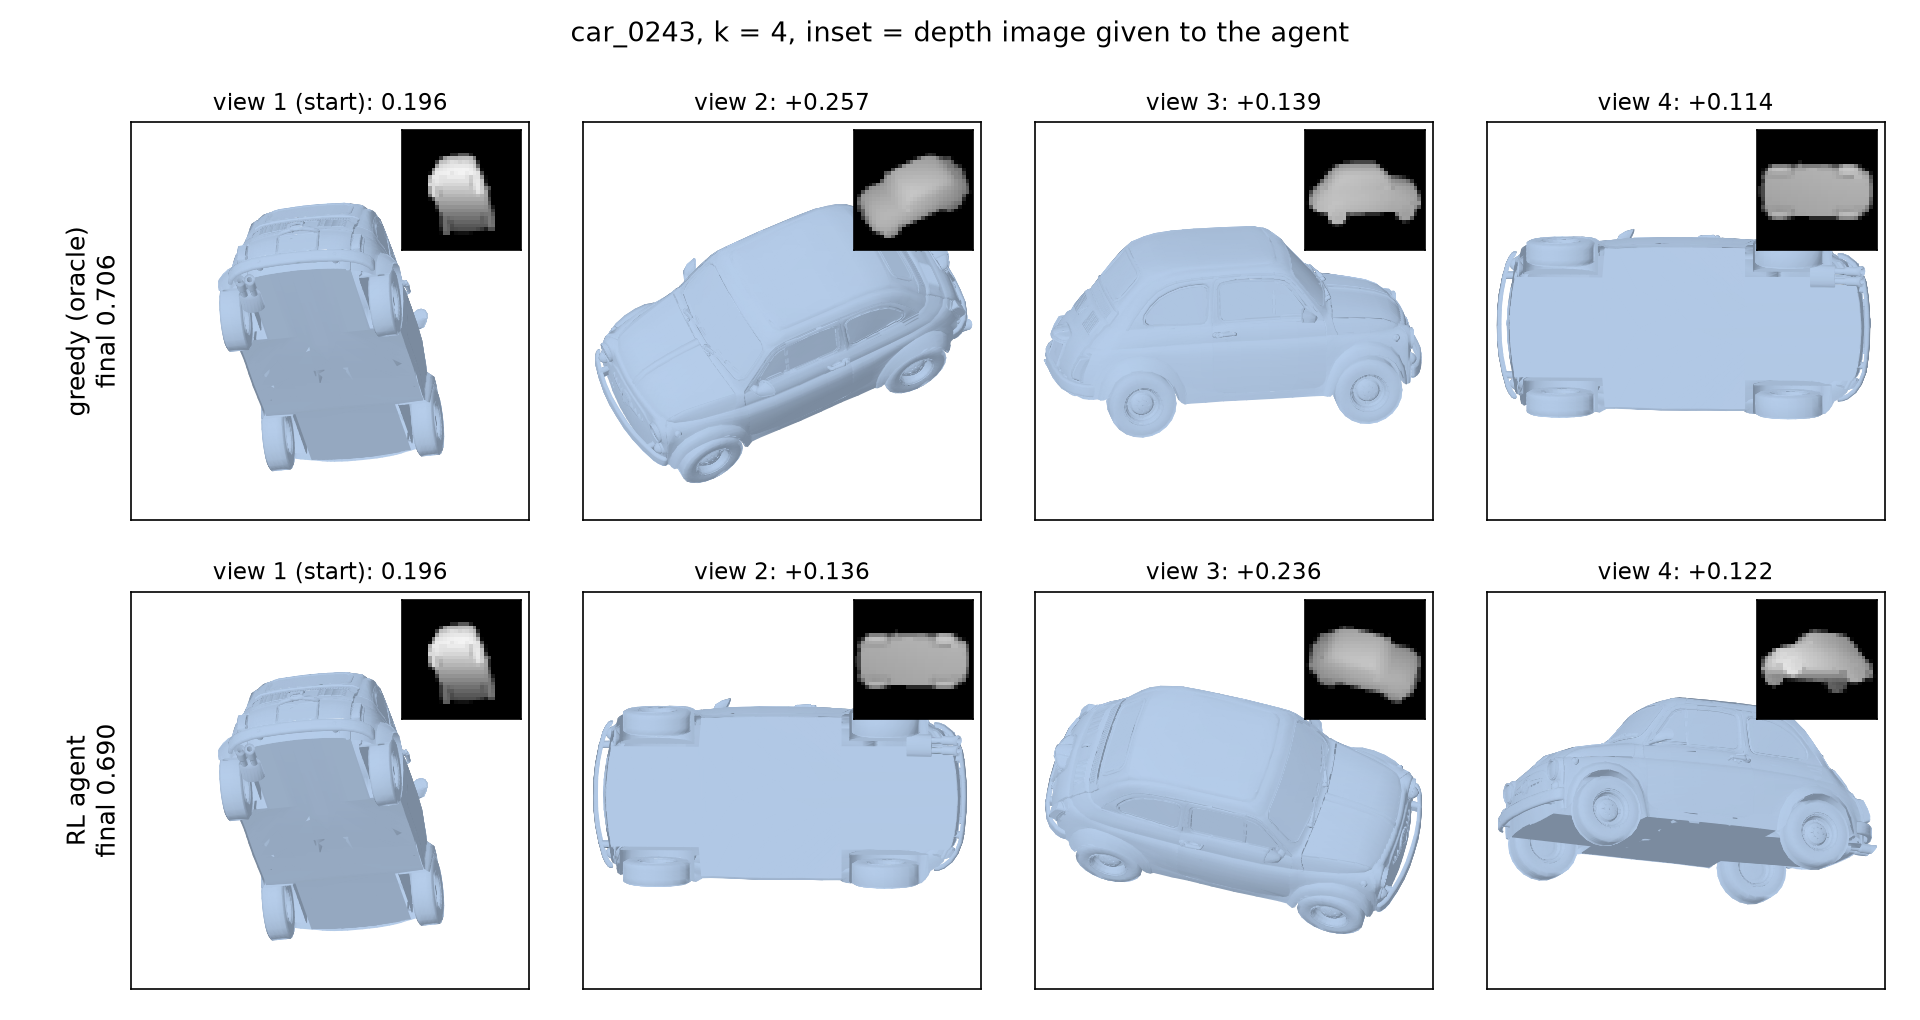 car_0243, k = 4, inset = depth image given to the agent
greedy (oracle)
final 0.706
view 1 (start): 0.196
view 2: +0.257
view 3: +0.139
view 4: +0.114
RL agent
final 0.690
view 1 (start): 0.196
view 2: +0.136
view 3: +0.236
view 4: +0.122